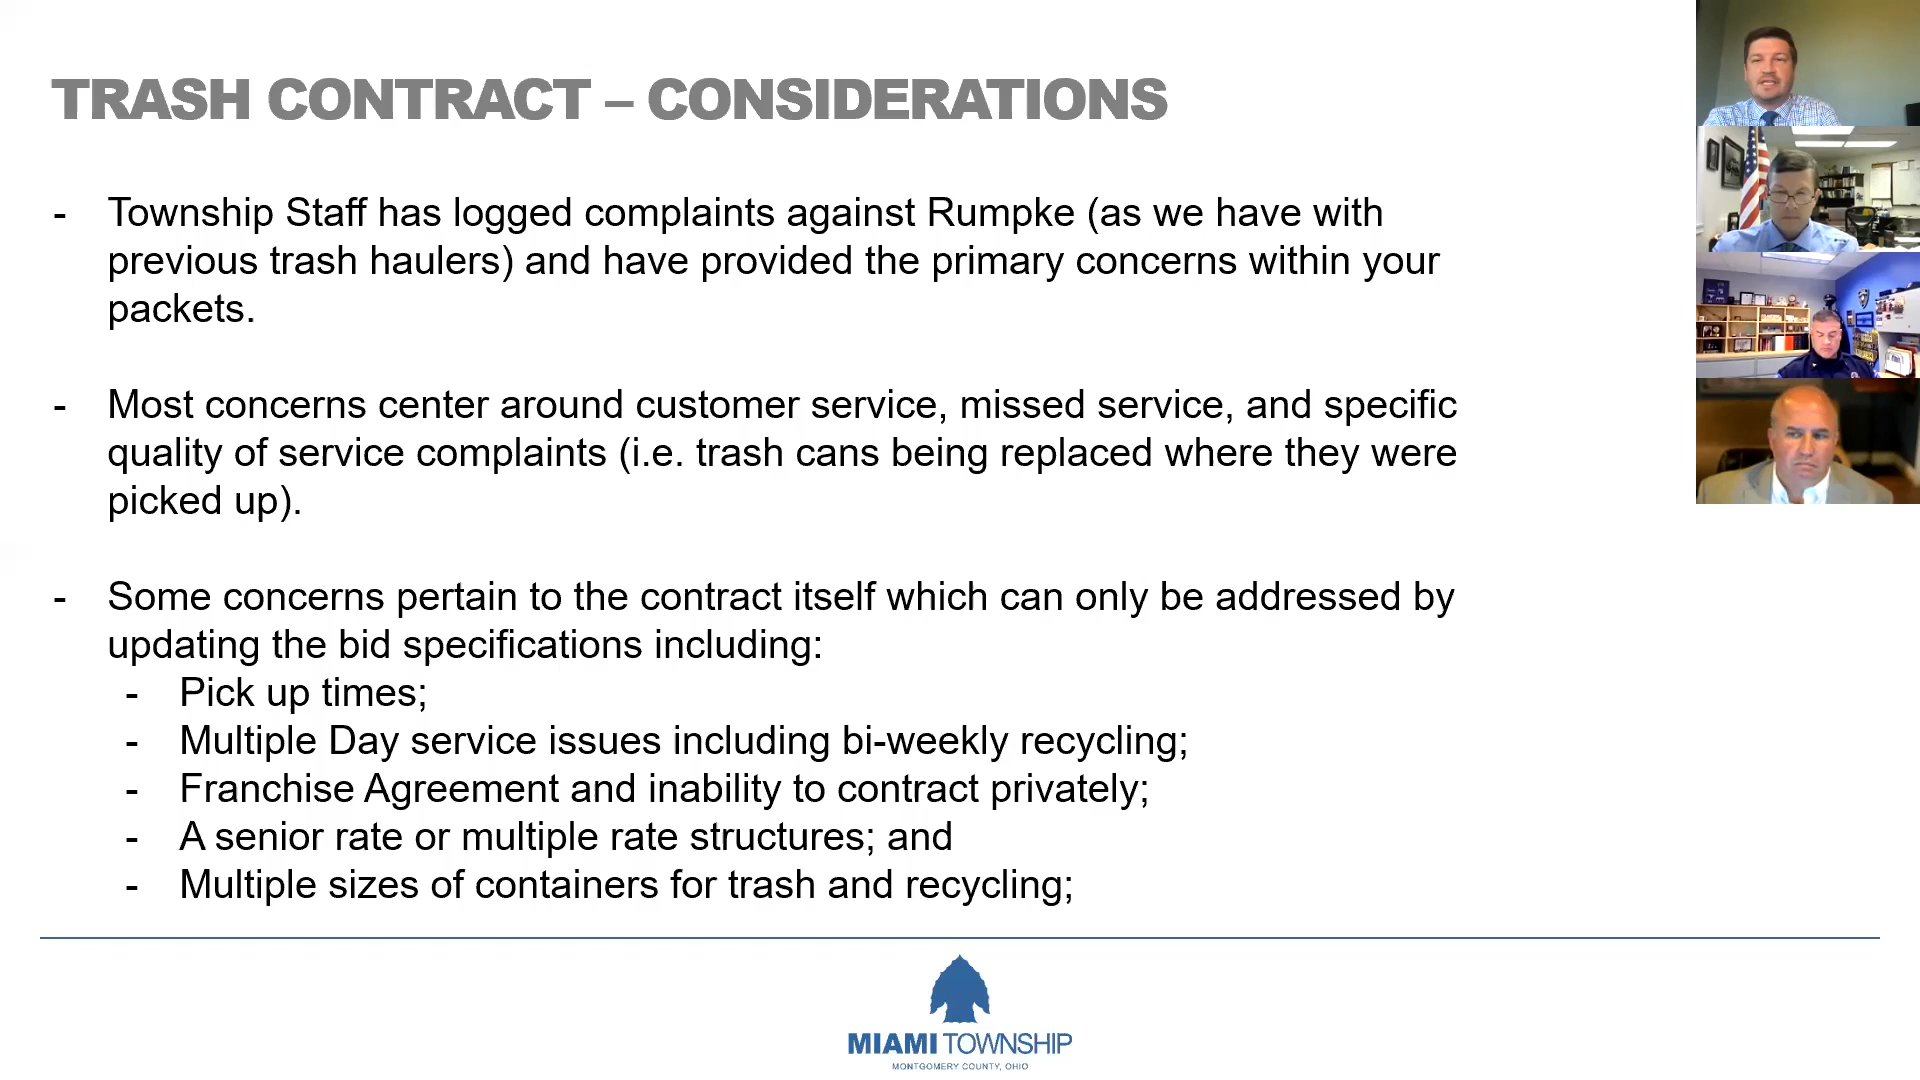 TRASH CONTRACT – CONSIDERATIONS
- Township Staff has logged complaints against Rumpke (as we have with
previous trash haulers) and have provided the primary concerns within your
packets.
- Most concerns center around customer service, missed service, and specific
quality of service complaints (i.e. trash cans being replaced where they were
picked up).
- Some concerns pertain to the contract itself which can only be addressed by
updating the bid specifications including:
- Pick up times;
- Multiple Day service issues including bi-weekly recycling;
- Franchise Agreement and inability to contract privately;
- A senior rate or multiple rate structures; and
- Multiple sizes of containers for trash and recycling;
MIAMI TOWNSHIP
MONTGOMERY COUNTY, OHIO